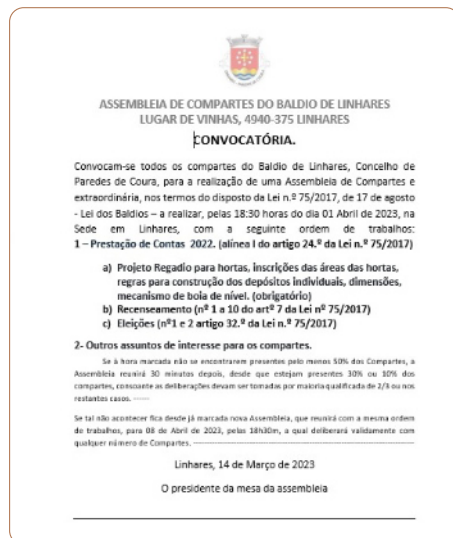 ASSEMBLEIA DE COMPARTES DO BALDIO DE LINHARES
LUGAR DE VINHAS, 4940-375 LINHARES
CONVOCATÓRIA.
Convocam-se todos os compartes do Baldio de Linhares, Concelho de
Paredes de Coura, para a realização de uma Assembleia de Compartes e
extraordinária, nos termos do disposto da Lei n.º 75/2017, de 17 de agosto
- Lei dos Baldios – a realizar, pelas 18:30 horas do dia 01 Abril de 2023, na
Sede em Linhares, com a seguinte ordem de trabalhos:
1 – Prestação de Contas 2022. (alínea I do artigo 24.º da Lei n.º 75/2017)
a) Projeto Regadio para hortas, inscrições das áreas das hortas,
regras para construção dos depósitos individuais, dimensões,
mecanismo de boia de nível. (obrigatório)
b) Recenseamento (nº 1 a 10 do artº 7 da Lei nº 75/2017)
c) Eleições (nº1 e 2 artigo 32.º da Lei n.º 75/2017)
2- Outros assuntos de interesse para os compartes.
Se à hora marcada não se encontrarem presentes pelo menos 50% dos Compartes, a
Assembleia reunirá 30 minutos depois, desde que estejam presentes 30% ou 10% dos
compartes, consoante as deliberações devam ser tomadas por maioria qualificada de 2/3 ou nos
restantes casos. ------
Se tal não acontecer fica desde já marcada nova Assembleia, que reunirá com a mesma ordem
de trabalhos, para 08 de Abril de 2023, pelas 18h30m, a qual deliberará validamente com
qualquer número de Compartes. ------
Linhares, 14 de Março de 2023
O presidente da mesa da assembleia